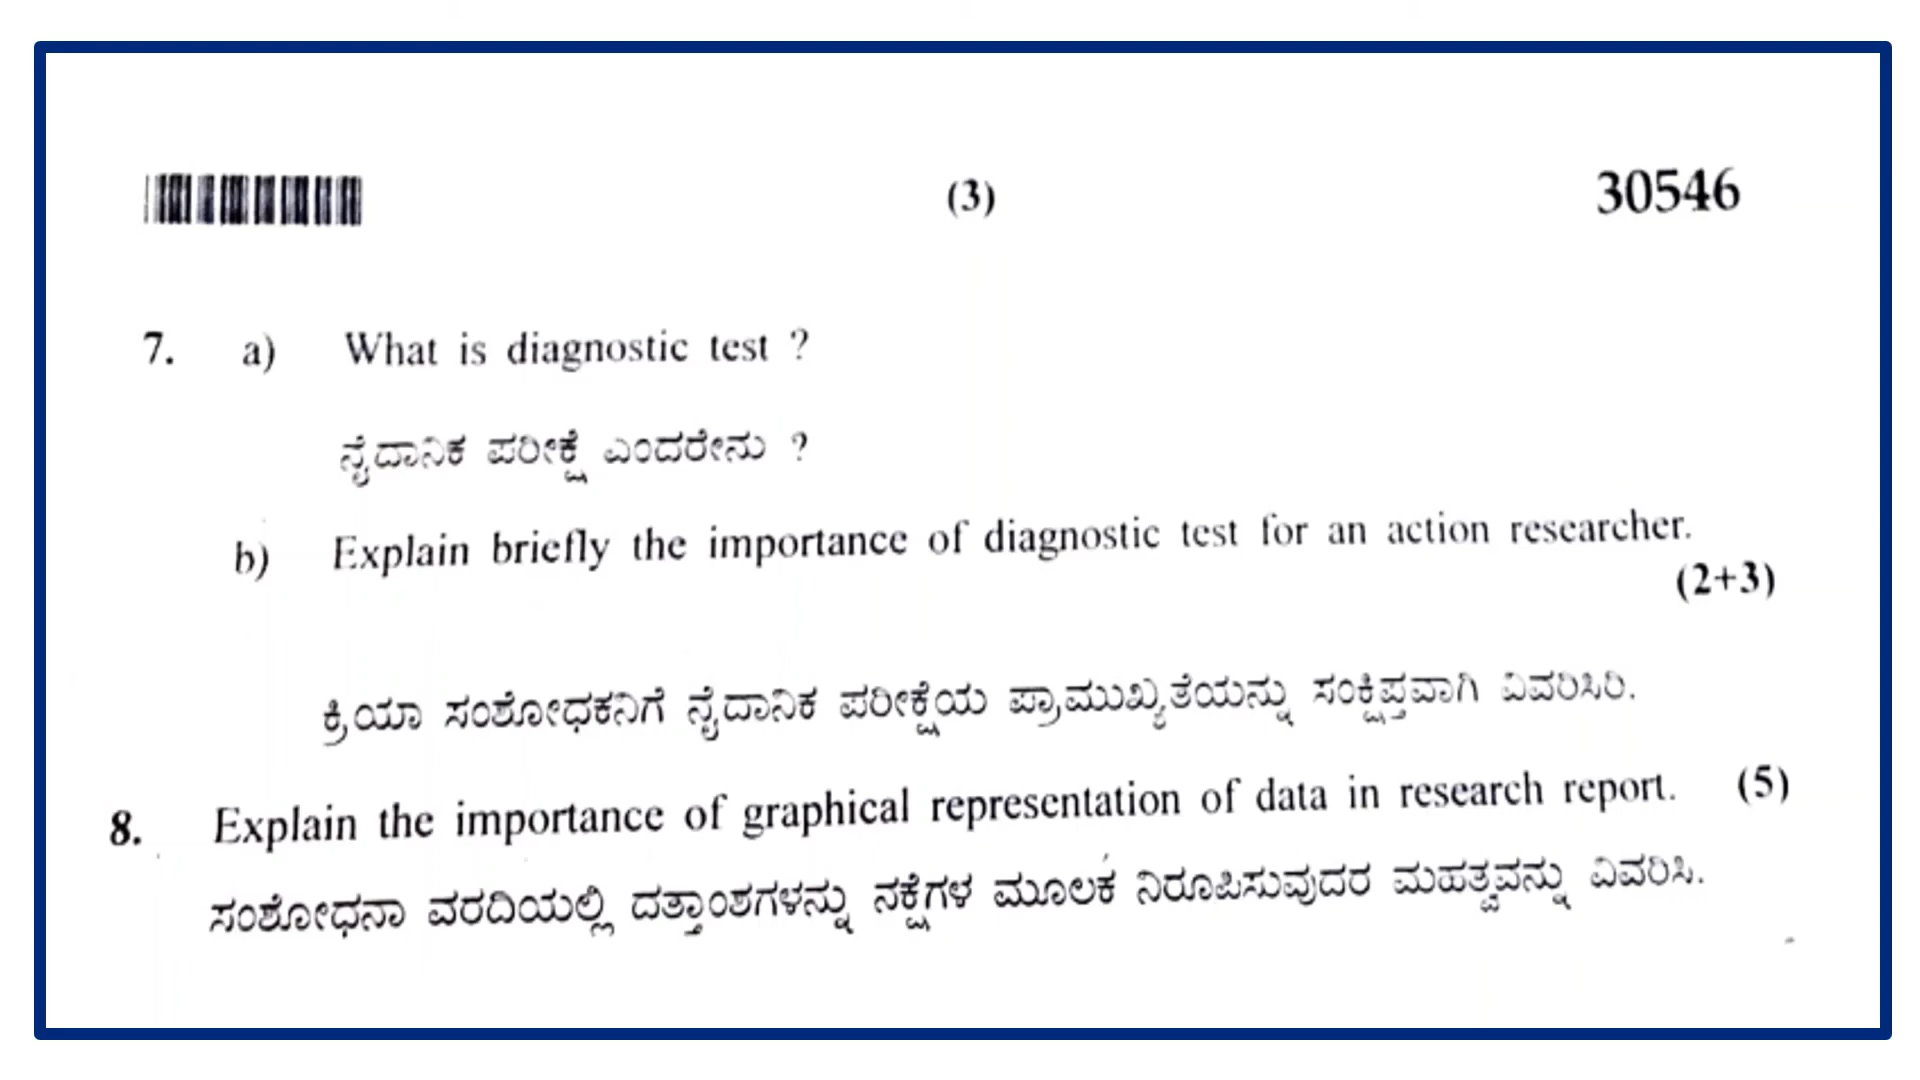 (3)
30546
7. a) What is diagnostic test ?
ನೈದಾನಿಕ ಪರೀಕ್ಷೆ ಎಂದರೇನು ?
b) Explain briefly the importance of diagnostic test for an action researcher.
(2+3)
ಕ್ರಿಯಾ ಸಂಶೋಧಕನಿಗೆ ನೈದಾನಿಕ ಪರೀಕ್ಷೆಯ ಪ್ರಾಮುಖ್ಯತೆಯನ್ನು ಸಂಕ್ಷಿಪ್ತವಾಗಿ ವಿವರಿಸಿರಿ.
8. Explain the importance of graphical representation of data in research report. (5)
ಸಂಶೋಧನಾ ವರದಿಯಲ್ಲಿ ದತ್ತಾಂಶಗಳನ್ನು ನಕ್ಷೆಗಳ ಮೂಲಕ ನಿರೂಪಿಸುವುದರ ಮಹತ್ವವನ್ನು ವಿವರಿಸಿ.